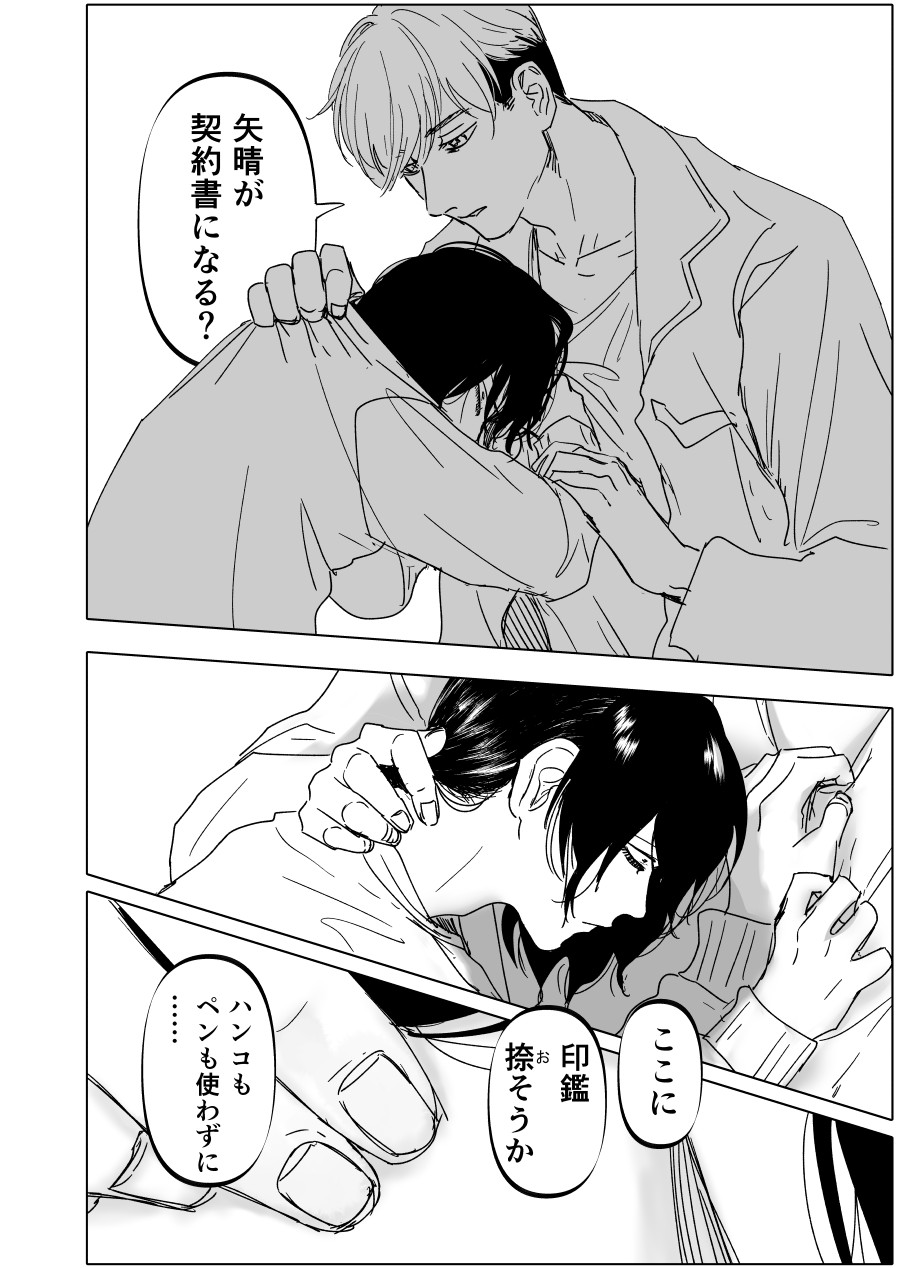 矢晴が
契約書になる?
ここに
印鑑
捺そうか
お
ハンコも
ペンも使わずに
……